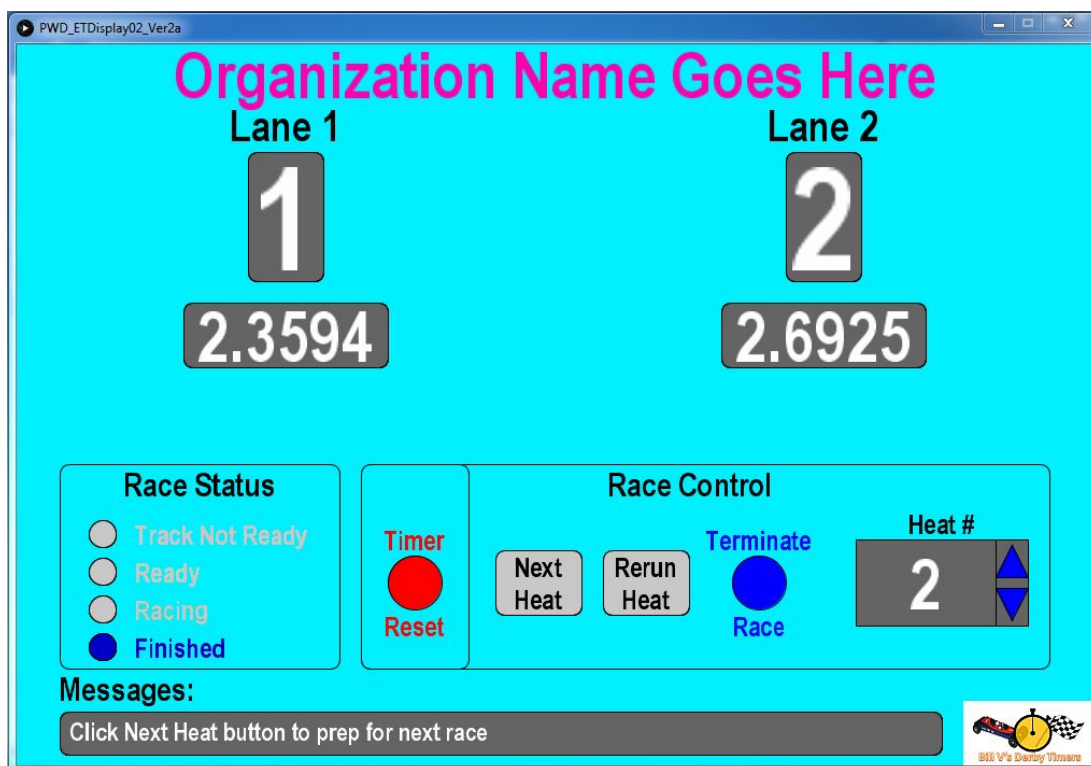 PWD_ETDisplay02_Ver2a
Organization Name Goes Here
Lane 1
Lane 2
1
2
2.3594
2.6925
Race Status
Track Not Ready
Ready
Racing
Finished
Race Control
Timer
Reset
Next
Heat
Rerun
Heat
Terminate
Race
Heat #
2
Messages:
Click Next Heat button to prep for next race
Bill V's Derby Timers